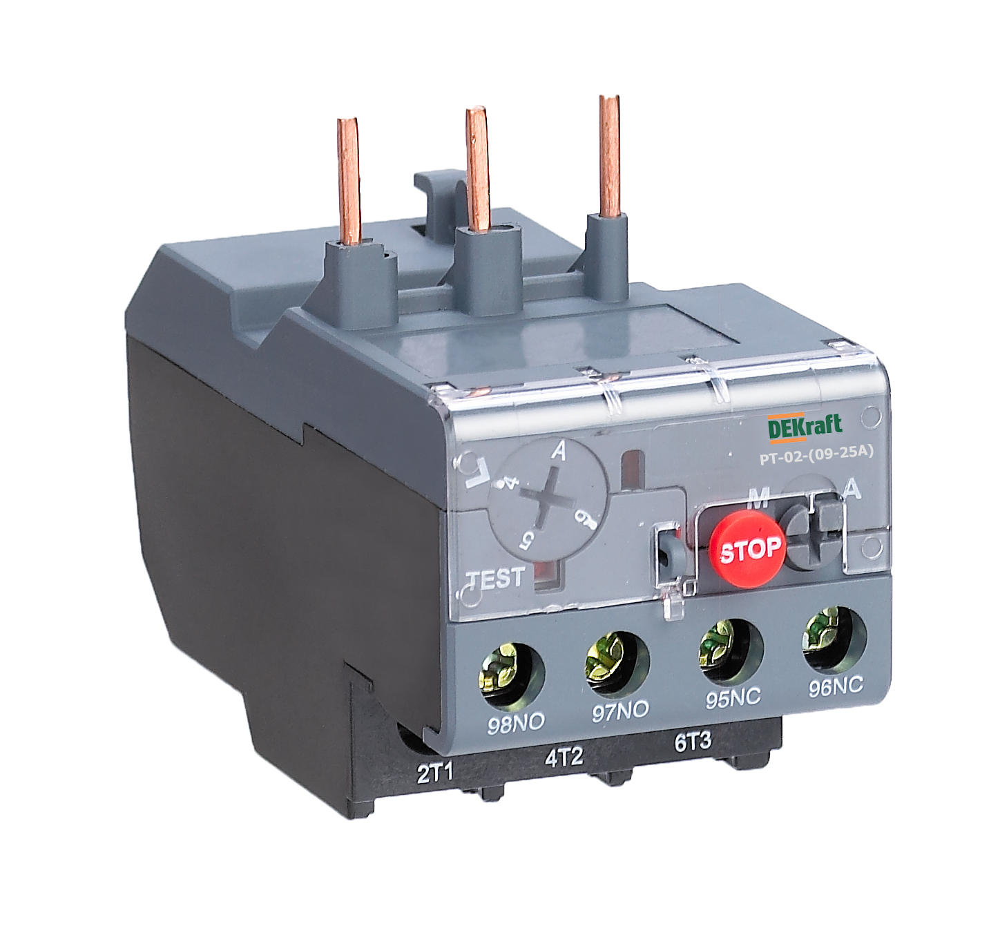 DEKraft
PT-02-(09-25A)
A
4
6
5
M
A
STOP
TEST
98NO
97NO
95NC
96NC
2T1
4T2
6T3